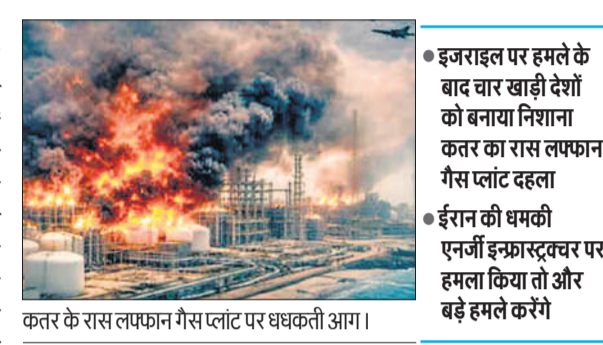 कतर के रास लफ्फान गैस प्लांट पर धधकती आग।
● इजराइल पर हमले के
बाद चार खाड़ी देशों
को बनाया निशाना
कतर का रास लफ्फान
गैस प्लांट दहला
● ईरान की धमकी
एनर्जी इन्फ्रास्ट्रक्चर पर
हमला किया तो और
बड़े हमले करेंगे